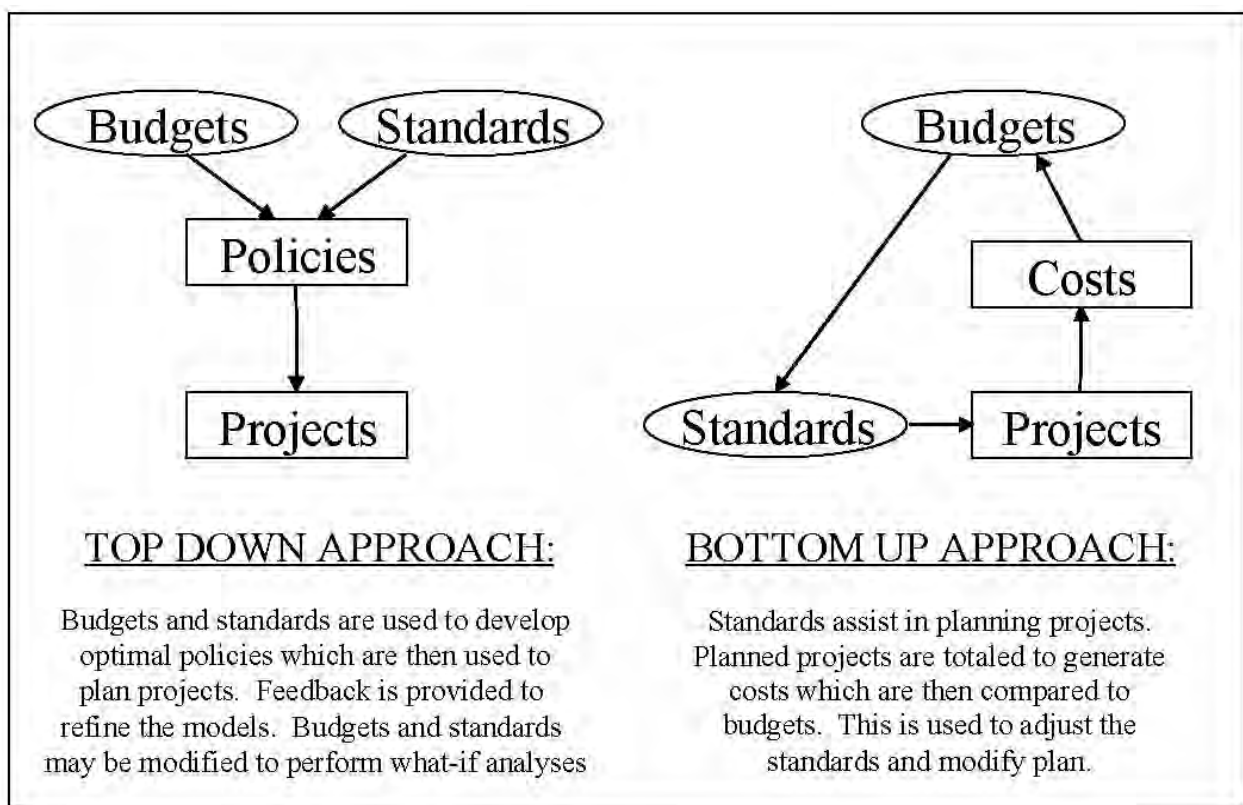 Budgets
Standards
Policies
Projects
TOP DOWN APPROACH:
Budgets and standards are used to develop
optimal policies which are then used to
plan projects.  Feedback is provided to
refine the models.  Budgets and standards
may be modified to perform what-if analyses
Budgets
Costs
Standards
Projects
BOTTOM UP APPROACH:
Standards assist in planning projects.
Planned projects are totaled to generate
costs which are then compared to
budgets.  This is used to adjust the
standards and modify plan.